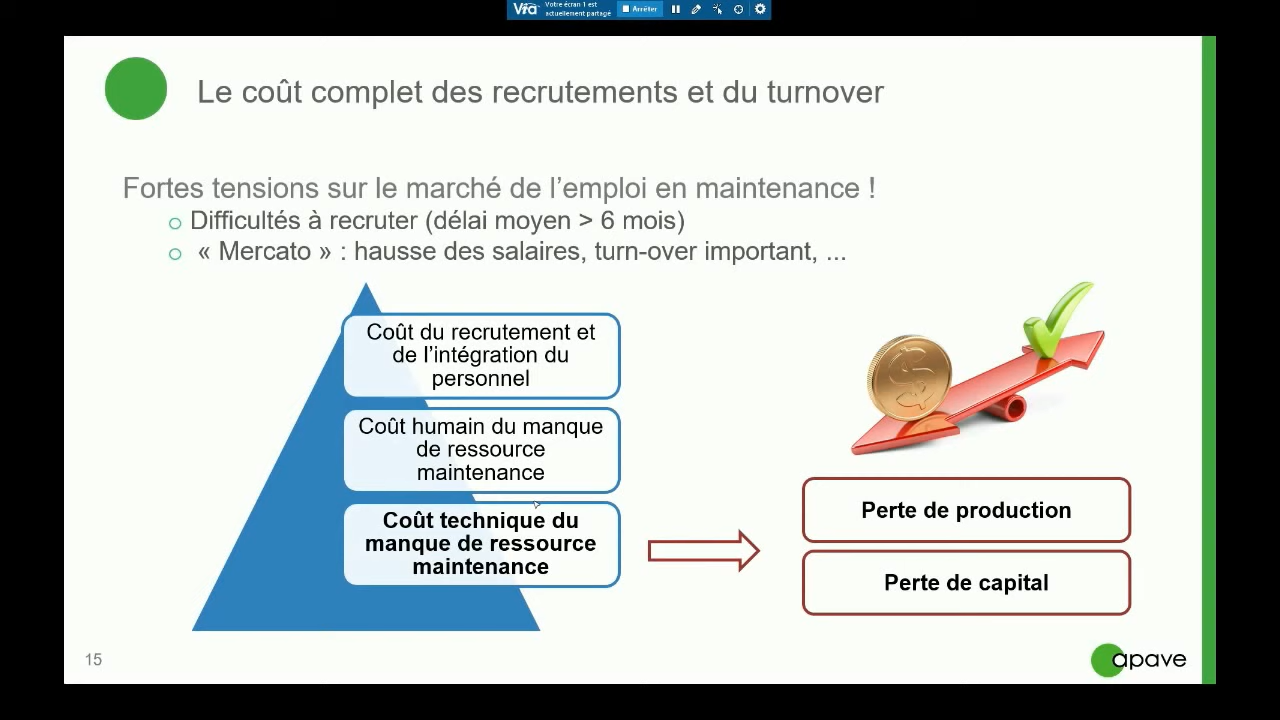 Via
Votre écran 1 est
actuellement partagé
Arrêter
Le coût complet des recrutements et du turnover
Fortes tensions sur le marché de l’emploi en maintenance !
Difficultés à recruter (délai moyen > 6 mois)
« Mercato » : hausse des salaires, turn-over important, ...
Coût du recrutement et
de l’intégration du
personnel
Coût humain du manque
de ressource
maintenance
Coût technique du
manque de ressource
maintenance
$
Perte de production
Perte de capital
15
apave